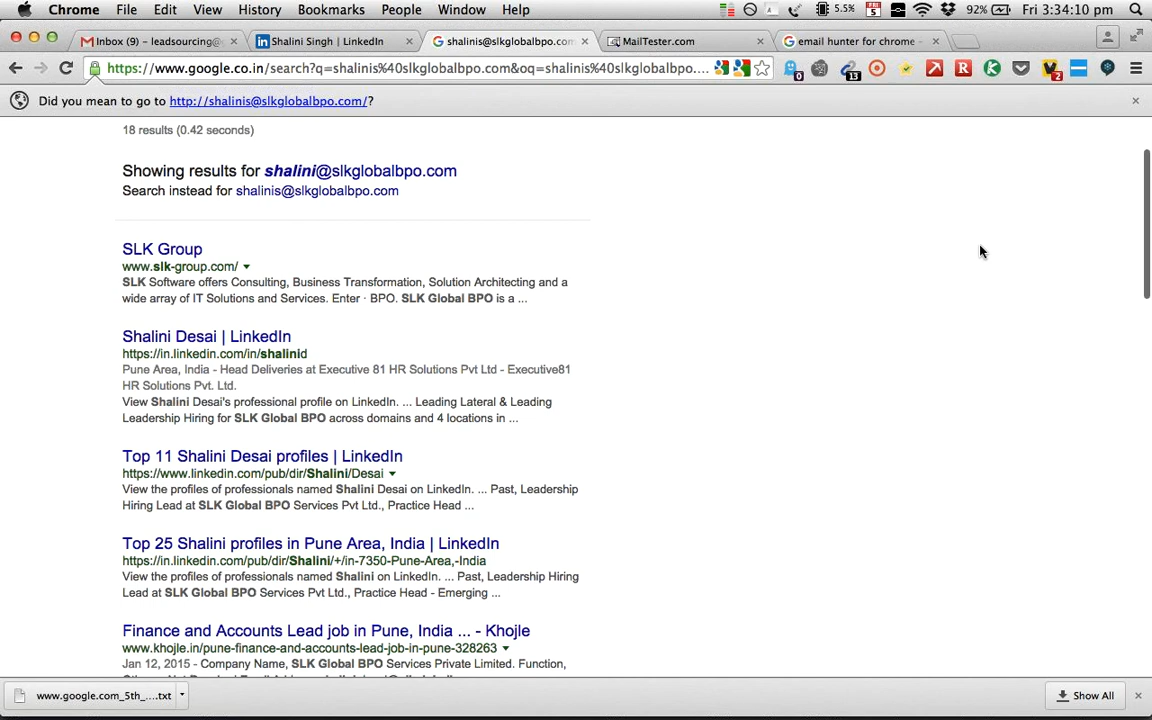 Chrome File Edit View History Bookmarks People Window Help 5.5% FRI 5 92% Fri 3:34:10 pm
Inbox (9) – leadsourcing@ Shalini Singh | LinkedIn shalinis@slkglobalbpo.com MailTester.com email hunter for chrome -
https://www.google.co.in/search?q=shalinis%40slkglobalbpo.com&oq=shalinis%40slkglobalbpo.... 0 13 R 2
Did you mean to go to http://shalinis@slkglobalbpo.com/?
18 results (0.42 seconds)
Showing results for shalini@slkglobalbpo.com
Search instead for shalinis@slkglobalbpo.com
SLK Group
www.slk-group.com/
SLK Software offers Consulting, Business Transformation, Solution Architecting and a
wide array of IT Solutions and Services. Enter · BPO. SLK Global BPO is a ...
Shalini Desai | LinkedIn
https://in.linkedin.com/in/shalinid
Pune Area, India - Head Deliveries at Executive 81 HR Solutions Pvt Ltd - Executive81
HR Solutions Pvt. Ltd.
View Shalini Desai's professional profile on LinkedIn. ... Leading Lateral & Leading
Leadership Hiring for SLK Global BPO across domains and 4 locations in ...
Top 11 Shalini Desai profiles | LinkedIn
https://www.linkedin.com/pub/dir/Shalini/Desai
View the profiles of professionals named Shalini Desai on LinkedIn. ... Past, Leadership
Hiring Lead at SLK Global BPO Services Pvt Ltd., Practice Head ...
Top 25 Shalini profiles in Pune Area, India | LinkedIn
https://in.linkedin.com/pub/dir/Shalini/+/in-7350-Pune-Area,-India
View the profiles of professionals named Shalini on LinkedIn. ... Past, Leadership Hiring
Lead at SLK Global BPO Services Pvt Ltd., Practice Head - Emerging ...
Finance and Accounts Lead job in Pune, India ... - Khojle
www.khojle.in/pune-finance-and-accounts-lead-job-in-pune-328263
Jan 12, 2015 - Company Name, SLK Global BPO Services Private Limited. Function,
www.google.com_5th_....txt Show All